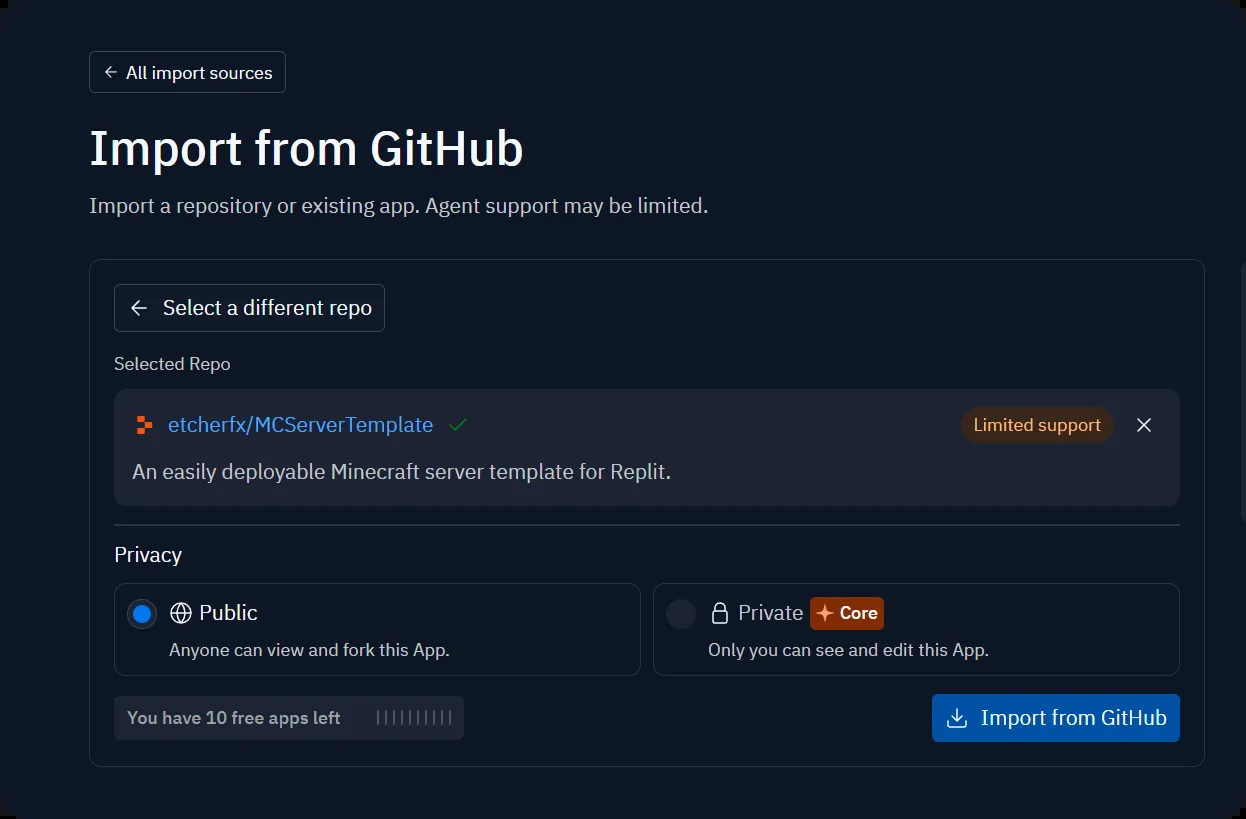 All import sources
Import from GitHub
Import a repository or existing app. Agent support may be limited.
Select a different repo
Selected Repo
etcherfx/MCServerTemplate
Limited support
An easily deployable Minecraft server template for Replit.
Privacy
Public
Anyone can view and fork this App.
Private Core
Only you can see and edit this App.
You have 10 free apps left
Import from GitHub